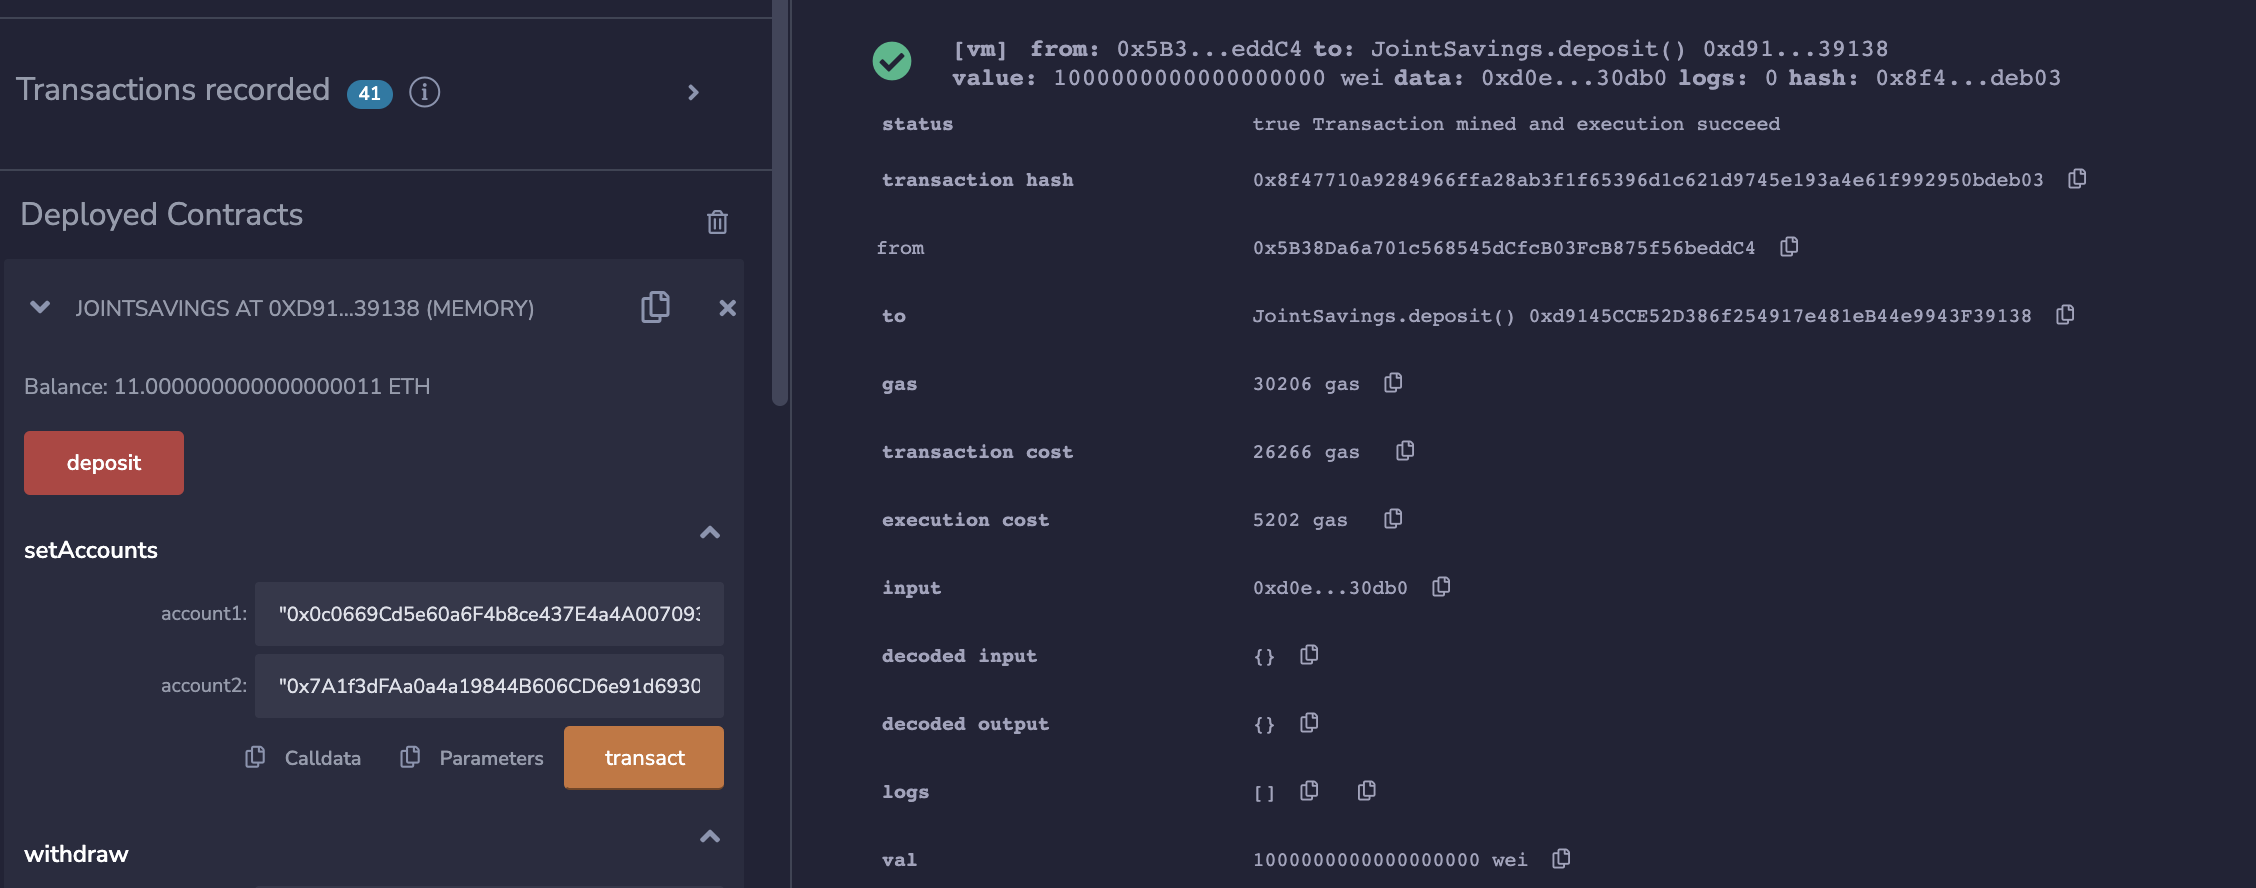 Transactions recorded 41 i
Deployed Contracts
JOINTSAVINGS AT 0XD91...39138 (MEMORY)
Balance: 11.000000000000000011 ETH
deposit
setAccounts
account1: "0x0c0669Cd5e60a6F4b8ce437E4a4A007093
account2: "0x7A1f3dFAa0a4a19844B606CD6e91d6930
Calldata Parameters transact
withdraw
[vm] from: 0x5B3...eddC4 to: JointSavings.deposit() 0xd91...39138
value: 1000000000000000000 wei data: 0xd0e...30db0 logs: 0 hash: 0x8f4...deb03
status true Transaction mined and execution succeed
transaction hash 0x8f47710a9284966ffa28ab3f1f65396d1c621d9745e193a4e61f992950bdeb03
from 0x5B38Da6a701c568545dCfcB03FcB875f56beddC4
to JointSavings.deposit() 0xd9145CCE52D386f254917e481eB44e9943F39138
gas 30206 gas
transaction cost 26266 gas
execution cost 5202 gas
input 0xd0e...30db0
decoded input {}
decoded output {}
logs []
val 1000000000000000000 wei